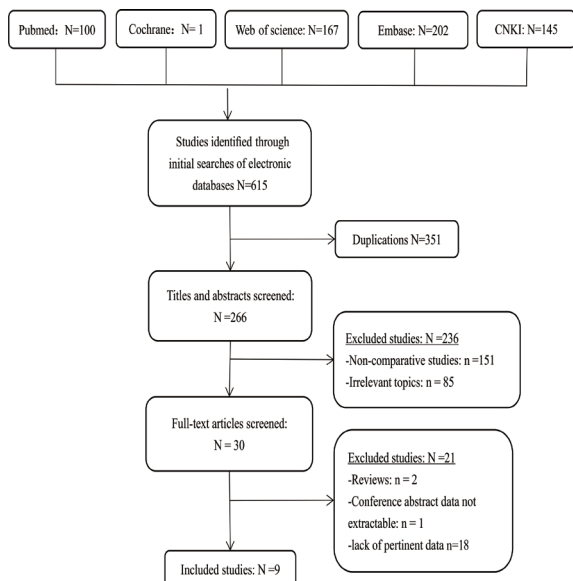 Pubmed: N=100
Cochrane: N= 1
Web of science: N=167
Embase: N=202
CNKI: N=145
Studies identified through
initial searches of electronic
databases N=615
Duplications N=351
Titles and abstracts screened:
N =266
Excluded studies: N =236
-Non-comparative studies: n =151
-Irrelevant topics: n = 85
Full-text articles screened:
N = 30
Excluded studies: N =21
-Reviews: n = 2
-Conference abstract data not
extractable: n = 1
-lack of pertinent data n=18
Included studies: N =9